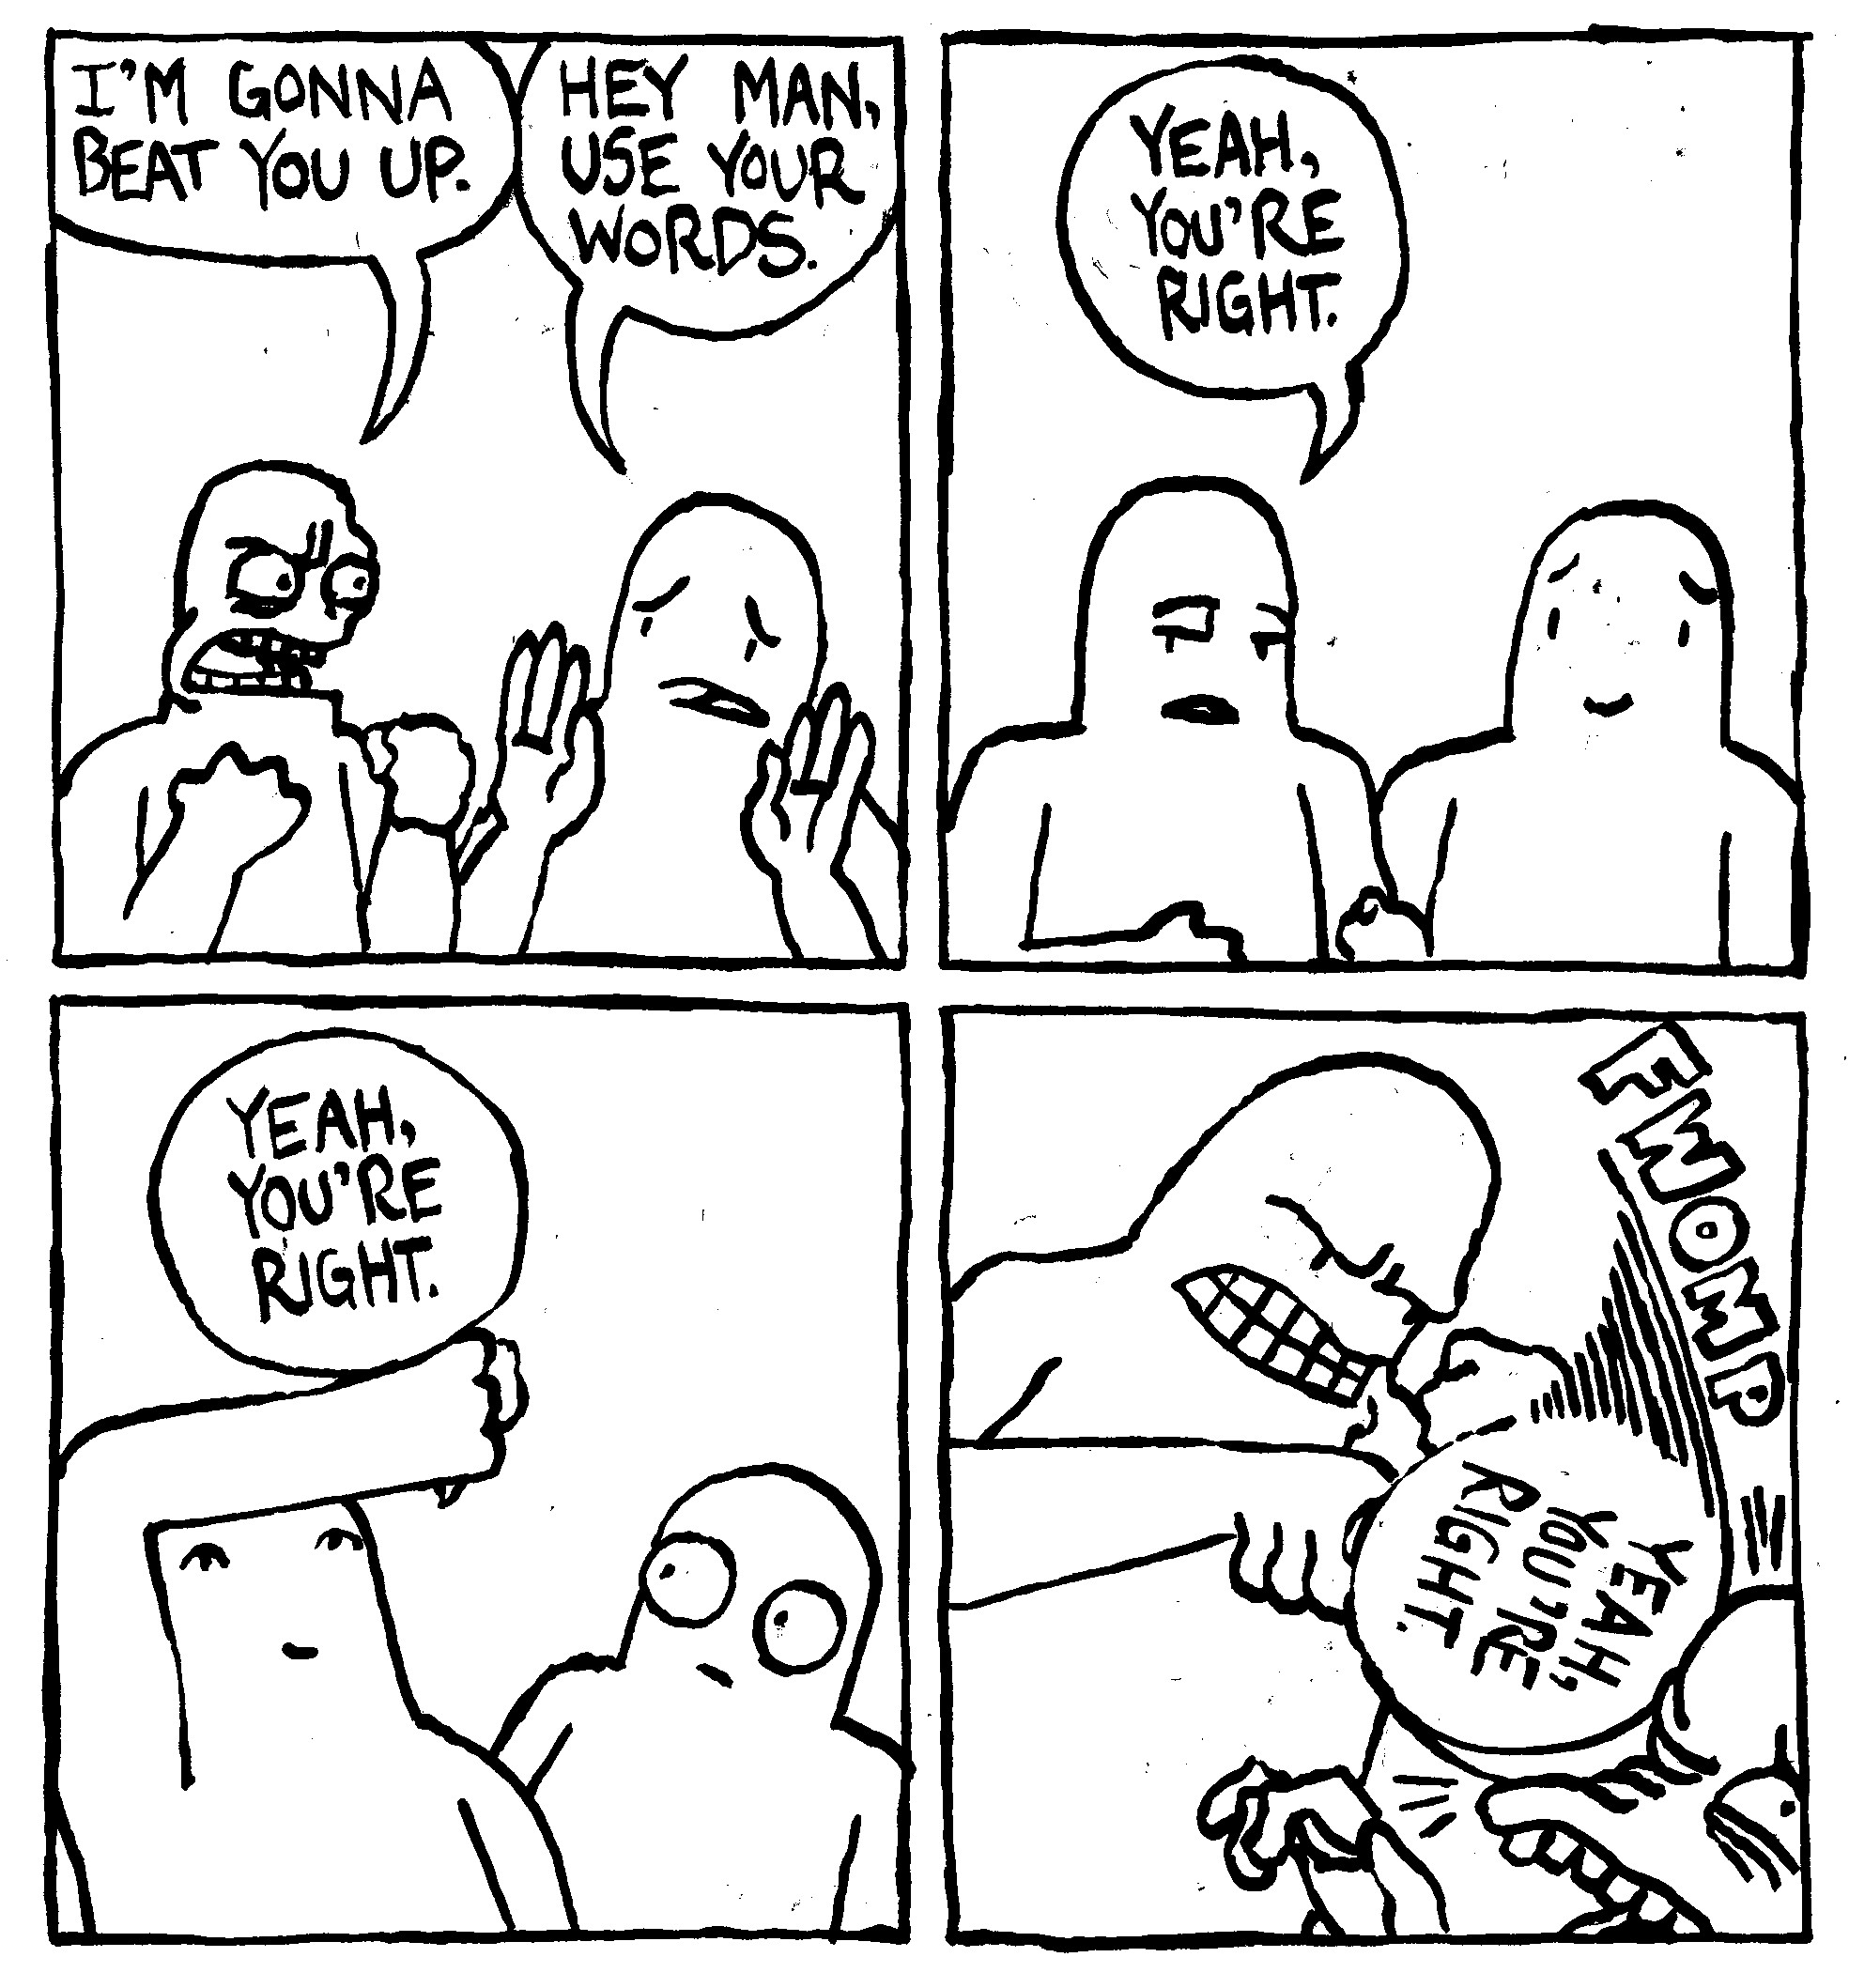 I'M GONNA
BEAT YOU UP.
HEY MAN,
USE YOUR
WORDS.
YEAH,
YOU'RE
RIGHT.
YEAH,
YOU'RE
RIGHT.
FWOMP
YEAH,
YOU'RE
RIGHT.